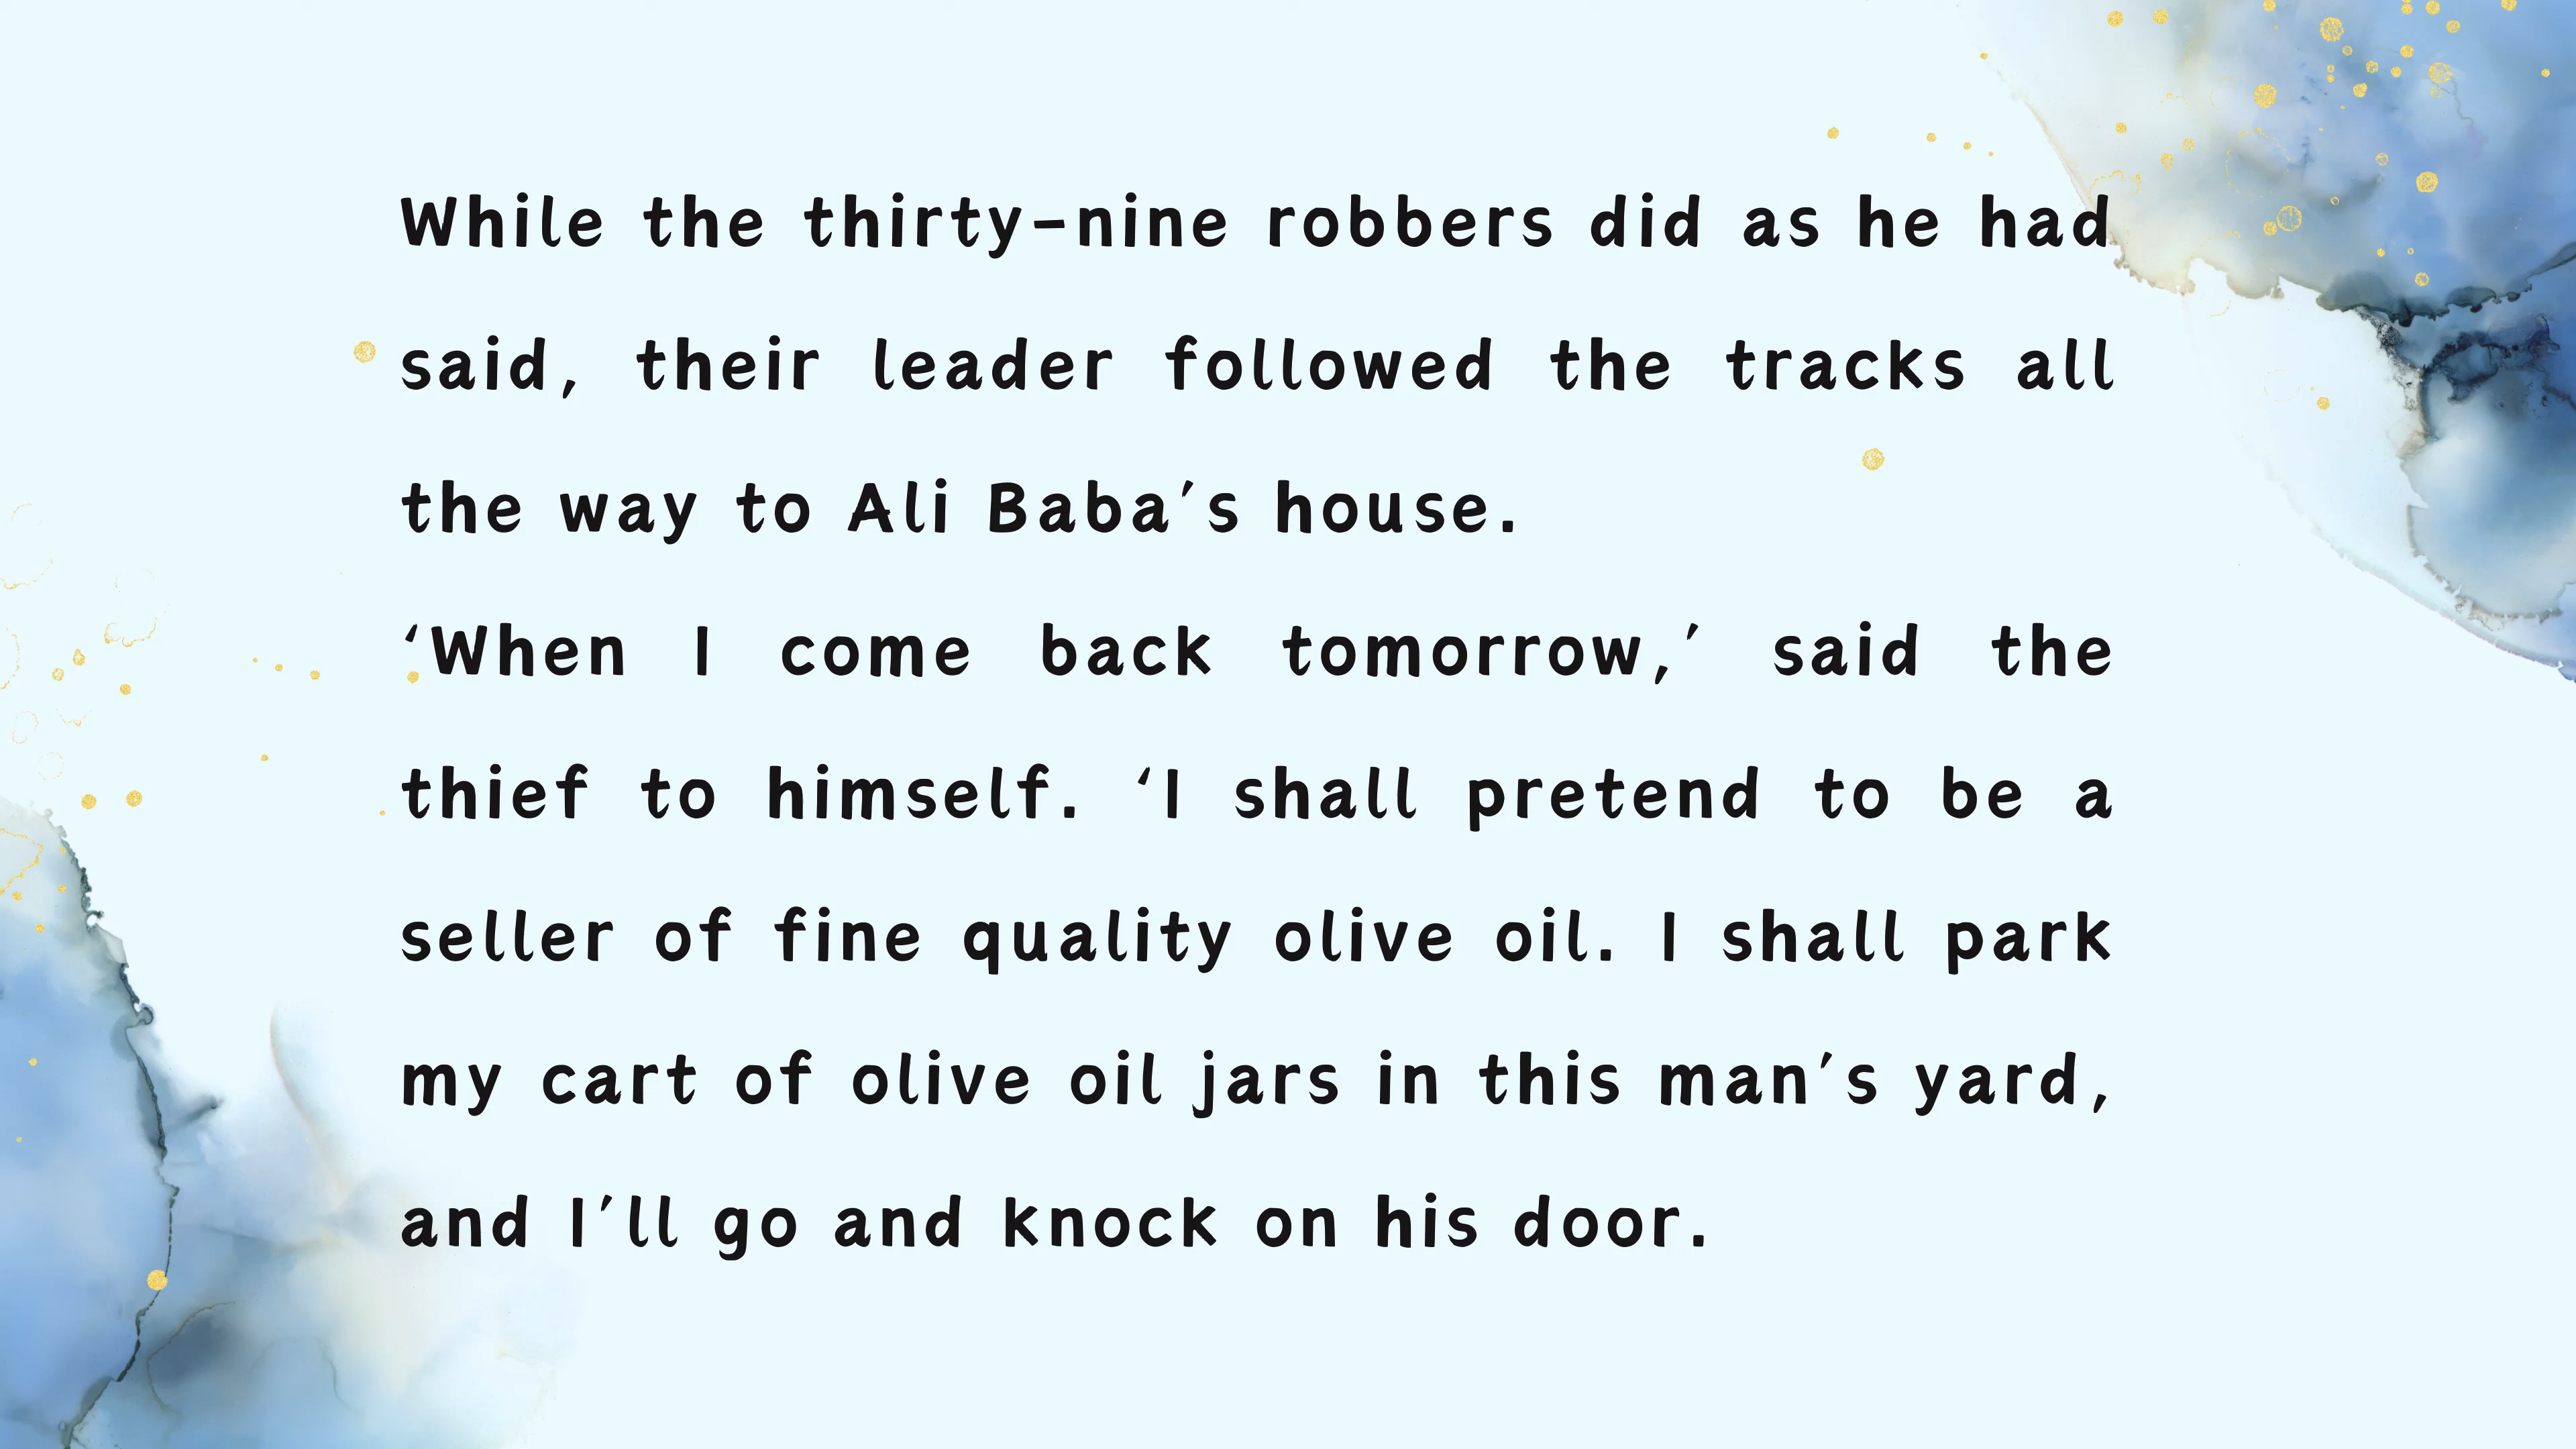 While the thirty-nine robbers did as he had
said, their leader followed the tracks all
the way to Ali Baba's house.
‘When I come back tomorrow,’ said the
thief to himself. ‘I shall pretend to be a
seller of fine quality olive oil. I shall park
my cart of olive oil jars in this man's yard,
and I'll go and knock on his door.